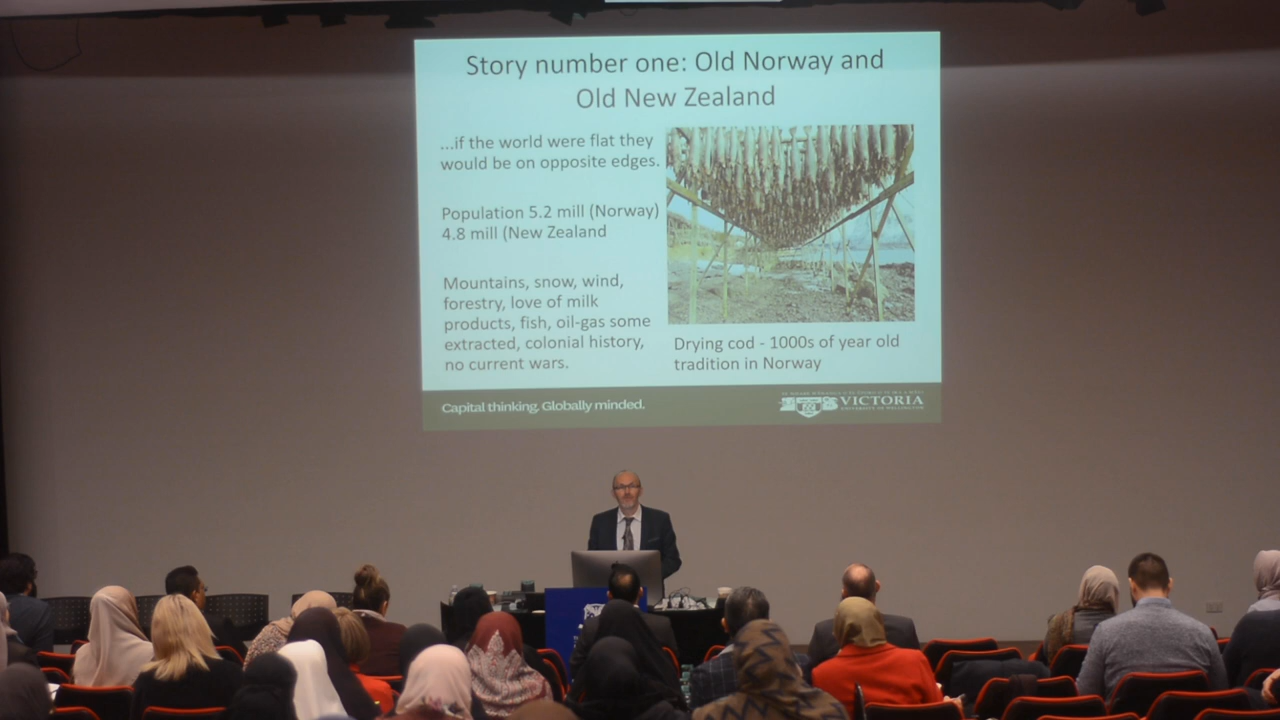 Story number one: Old Norway and
Old New Zealand
...if the world were flat they
would be on opposite edges.
Population 5.2 mill (Norway)
4.8 mill (New Zealand
Mountains, snow, wind,
forestry, love of milk
products, fish, oil-gas some
extracted, colonial history,
no current wars.
Drying cod - 1000s of year old
tradition in Norway
Capital thinking. Globally minded.
VICTORIA
UNIVERSITY OF WELLINGTON